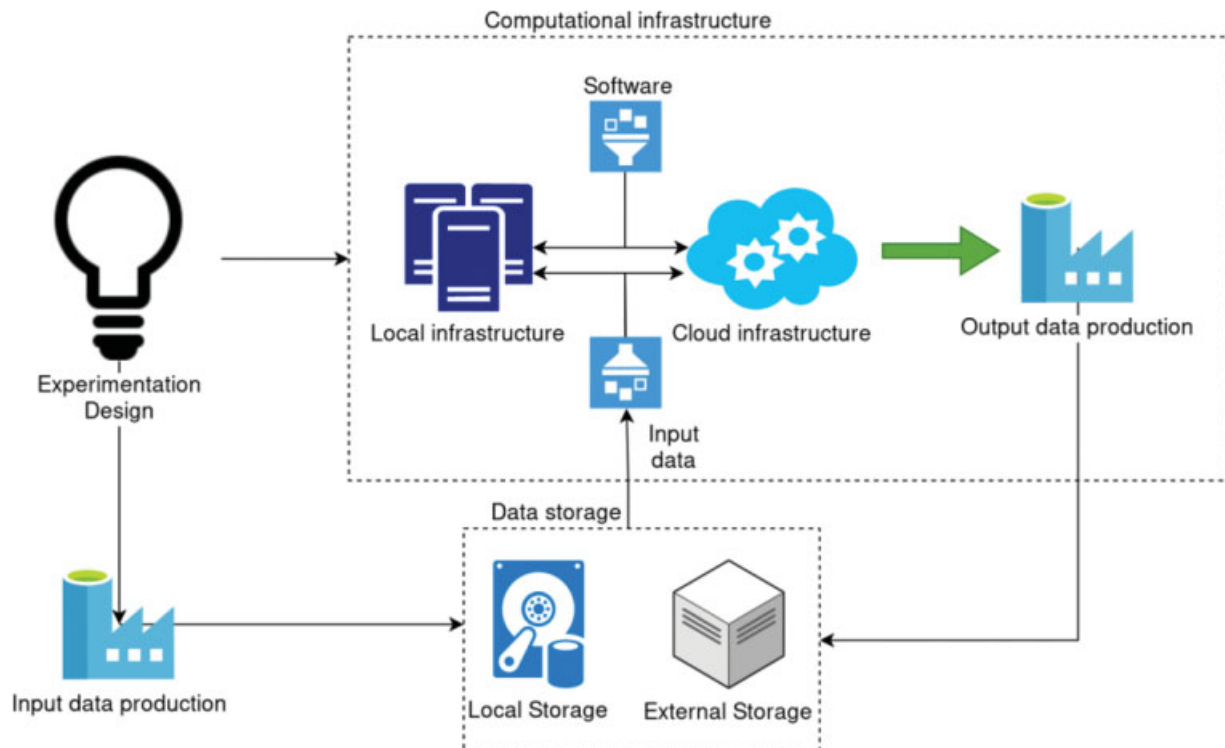 Computational infrastructure
Software
Local infrastructure
Cloud infrastructure
Output data production
Experimentation
Design
Input
data
Data storage
Input data production
Local Storage
External Storage